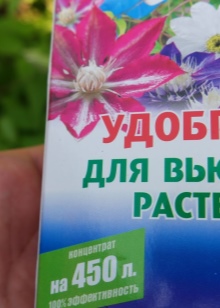 УДОБР
ДЛЯ ВЬЮ
РАСТЕ
концентрат
на 450 л.
100% эффективность